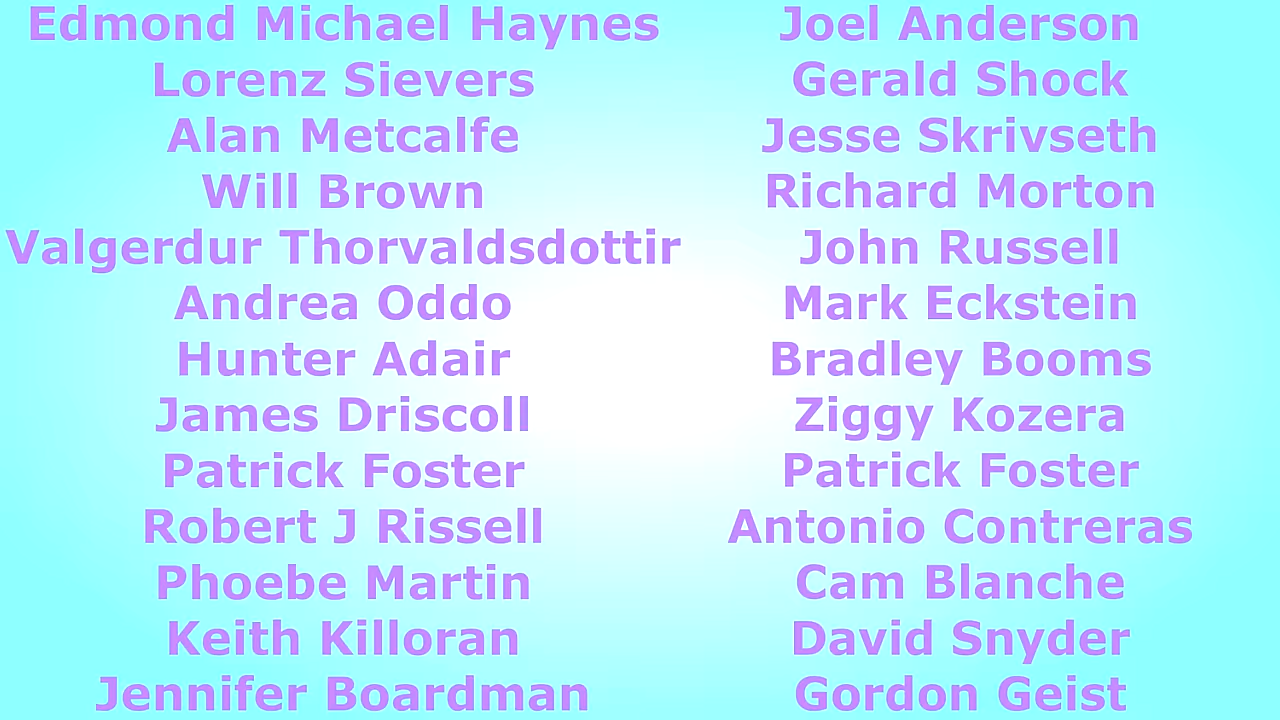 Edmond Michael Haynes
Lorenz Sievers
Alan Metcalfe
Will Brown
Valgerdur Thorvaldsdottir
Andrea Oddo
Hunter Adair
James Driscoll
Patrick Foster
Robert J Rissell
Phoebe Martin
Keith Killoran
Jennifer Boardman
Joel Anderson
Gerald Shock
Jesse Skrivseth
Richard Morton
John Russell
Mark Eckstein
Bradley Booms
Ziggy Kozera
Patrick Foster
Antonio Contreras
Cam Blanche
David Snyder
Gordon Geist